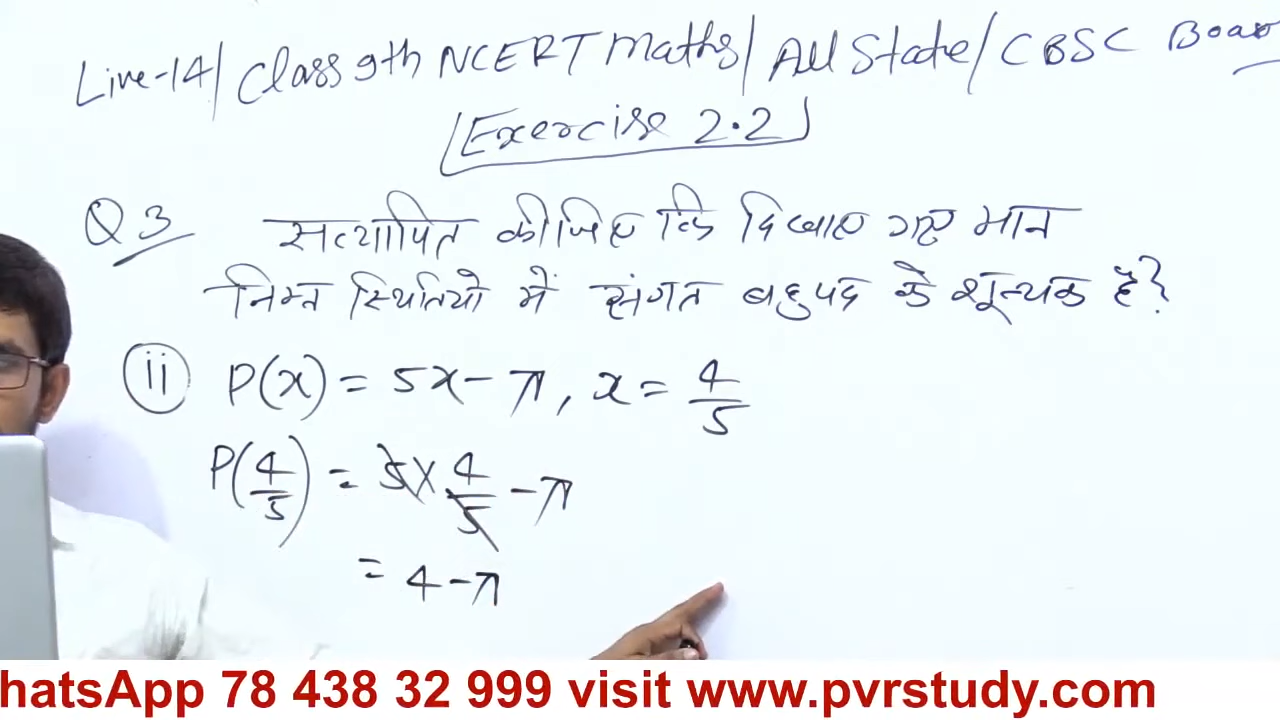 Live-14/ Class 9th NCERT Maths/ All State/ CBSC Boar
Exercise 2.2
Q 3 सत्यापित कीजिए कि दिखाए गए मान
निम्न स्थितियो में संगत बहुपद के शून्यक है?
ii P(x) = 5x - π, x = 4/5
P(4/5) = 5 × 4/5 - π
= 4 - π
hatsApp 78 438 32 999 visit www.pvrstudy.com